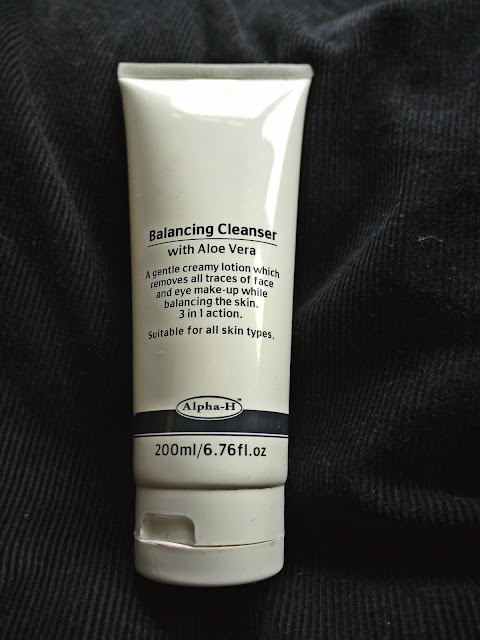 Balancing Cleanser
with Aloe Vera
A gentle creamy lotion which
removes all traces of face
and eye make-up while
balancing the skin.
3 in 1 action.
Suitable for all skin types.
Alpha-H™
200ml/6.76fl.oz